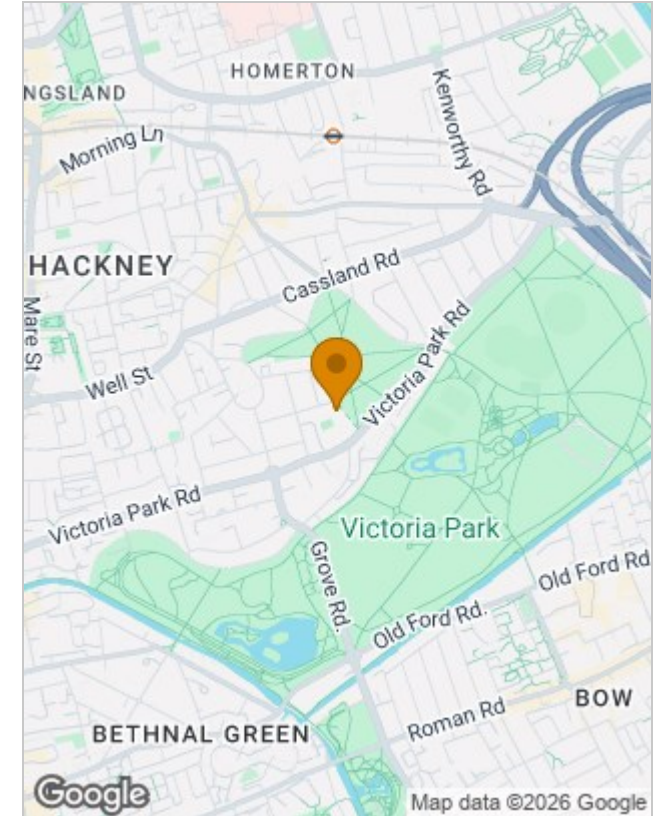 HOMERTON
NGSLAND
Morning Ln
Kenworthy Rd
HACKNEY
Cassland Rd
Mare St
Victoria Park Rd
Well St
Victoria Park Rd
Victoria Park
Grove Rd.
Old Ford Rd
Old Ford Rd.
BOW
Roman Rd
BETHNAL GREEN
Google
Map data ©2026 Google